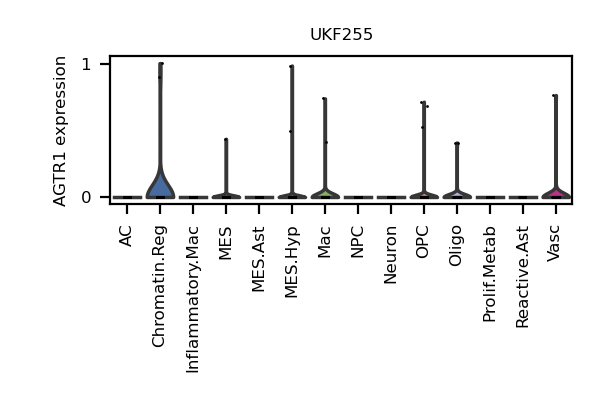 UKF255
AGTR1 expression
1
0
AC
Chromatin.Reg
Inflammatory.Mac
MES
MES.Ast
MES.Hyp
Mac
NPC
Neuron
OPC
Oligo
Prolif.Metab
Reactive.Ast
Vasc